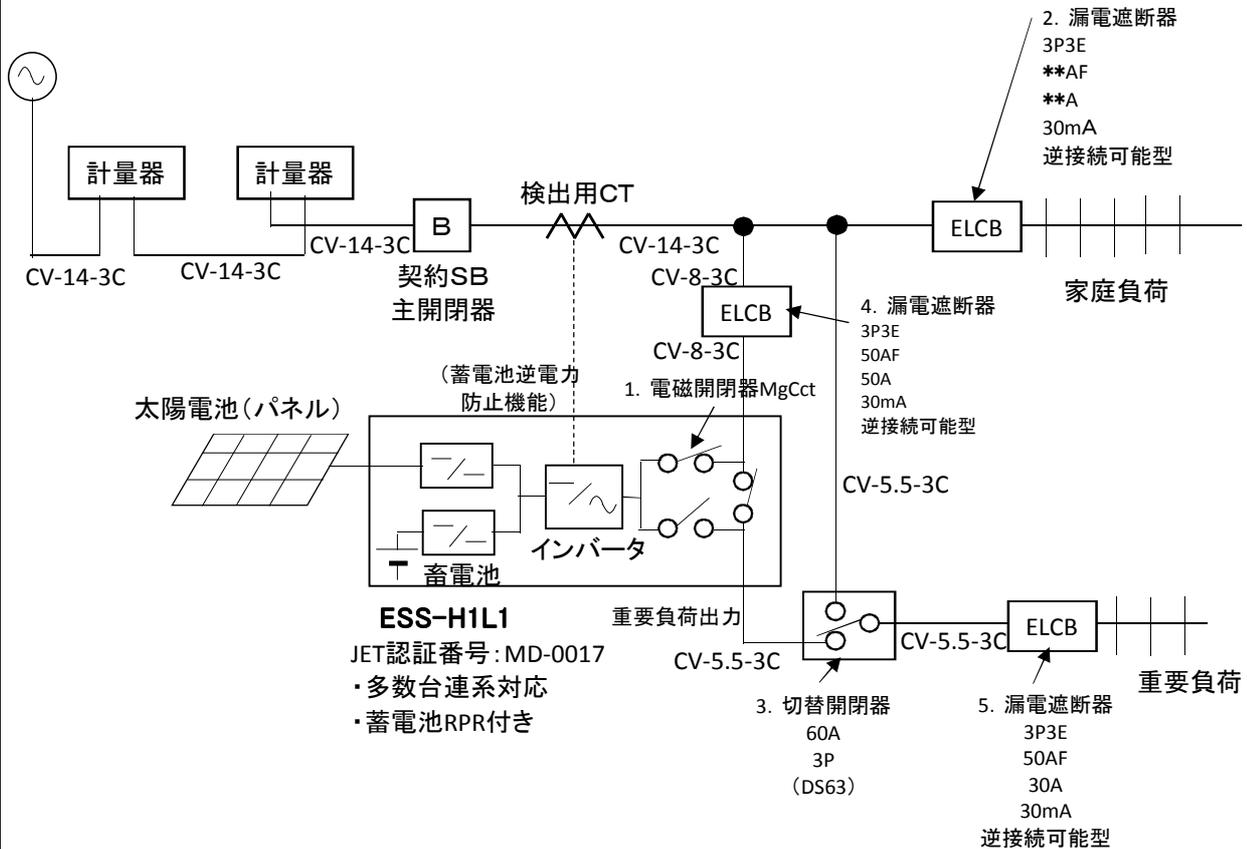 2. 漏電遮断器
3P3E
**AF
**A
30mA
逆接続可能型
計量器
計量器
検出用CT
B
ELCB
CV-14-3C
CV-14-3C
CV-14-3C
CV-14-3C
契約SB
主開閉器
CV-8-3C
家庭負荷
ELCB
4. 漏電遮断器
3P3E
50AF
50A
30mA
逆接続可能型
CV-8-3C
(蓄電池逆電力
防止機能)
1. 電磁開閉器MgCct
太陽電池(パネル)
CV-5.5-3C
インバータ
蓄電池
ESS-H1L1
JET認証番号:MD-0017
・多数台連系対応
・蓄電池RPR付き
重要負荷出力
CV-5.5-3C
CV-5.5-3C
ELCB
重要負荷
3. 切替開閉器
60A
3P
(DS63)
5. 漏電遮断器
3P3E
50AF
30A
30mA
逆接続可能型